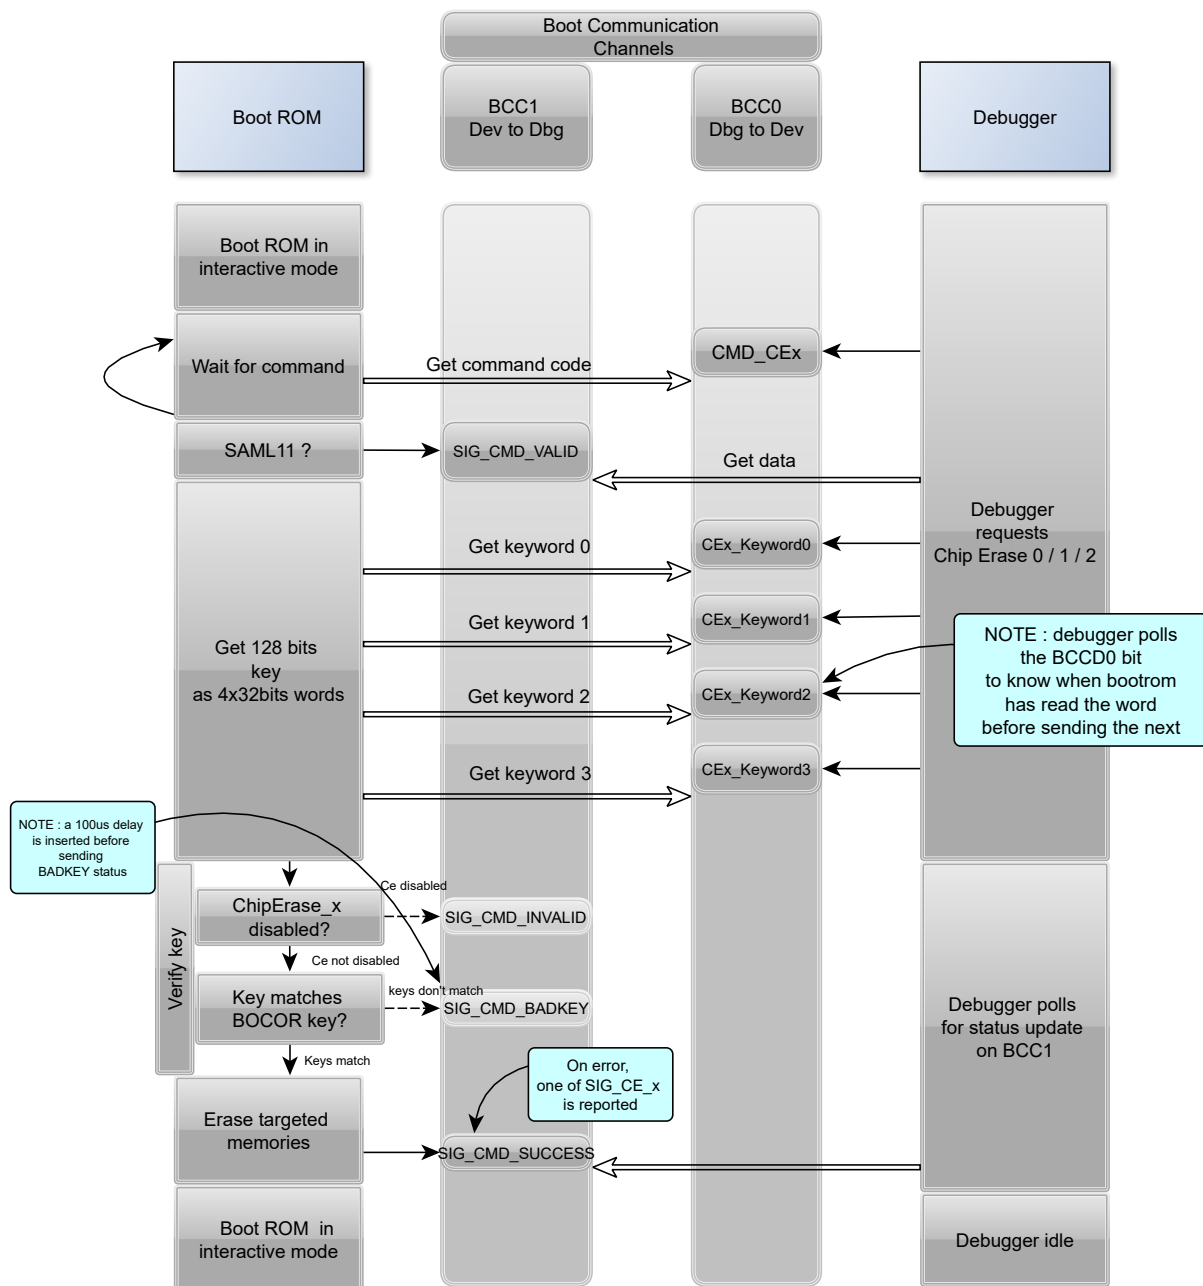 Boot Communication
Channels
Boot ROM
BCC1
Dev to Dbg
BCC0
Dbg to Dev
Debugger
Boot ROM in
interactive mode
Wait for command
Get command code
CMD_CEx
SAML11 ?
SIG_CMD_VALID
Get data
Debugger
requests
Chip Erase 0 / 1 / 2
Get 128 bits
key
as 4x32bits words
Get keyword 0
CEx_Keyword0
Get keyword 1
CEx_Keyword1
Get keyword 2
CEx_Keyword2
Get keyword 3
CEx_Keyword3
NOTE : debugger polls
the BCCD0 bit
to know when bootrom
has read the word
before sending the next
NOTE : a 100us delay
is inserted before
sending
BADKEY status
Verify key
ChipErase_x
disabled?
Ce disabled
SIG_CMD_INVALID
Ce not disabled
Key matches
BOCOR key?
keys don't match
SIG_CMD_BADKEY
Keys match
Debugger polls
for status update
on BCC1
On error,
one of SIG_CE_x
is reported
Erase targeted
memories
SIG_CMD_SUCCESS
Boot ROM in
interactive mode
Debugger idle